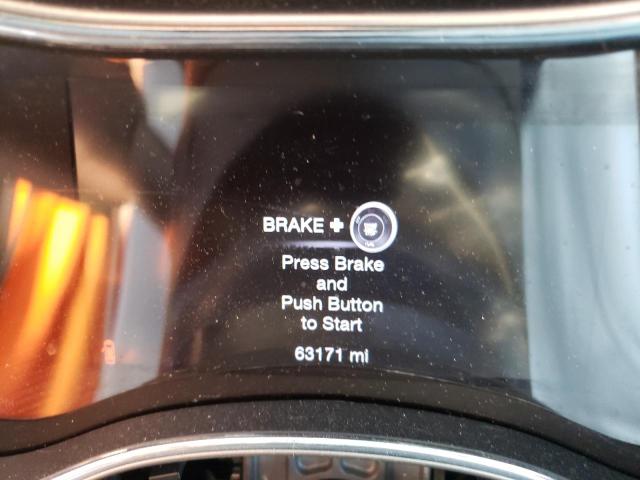 BRAKE +
Press Brake
and
Push Button
to Start
63171 mi